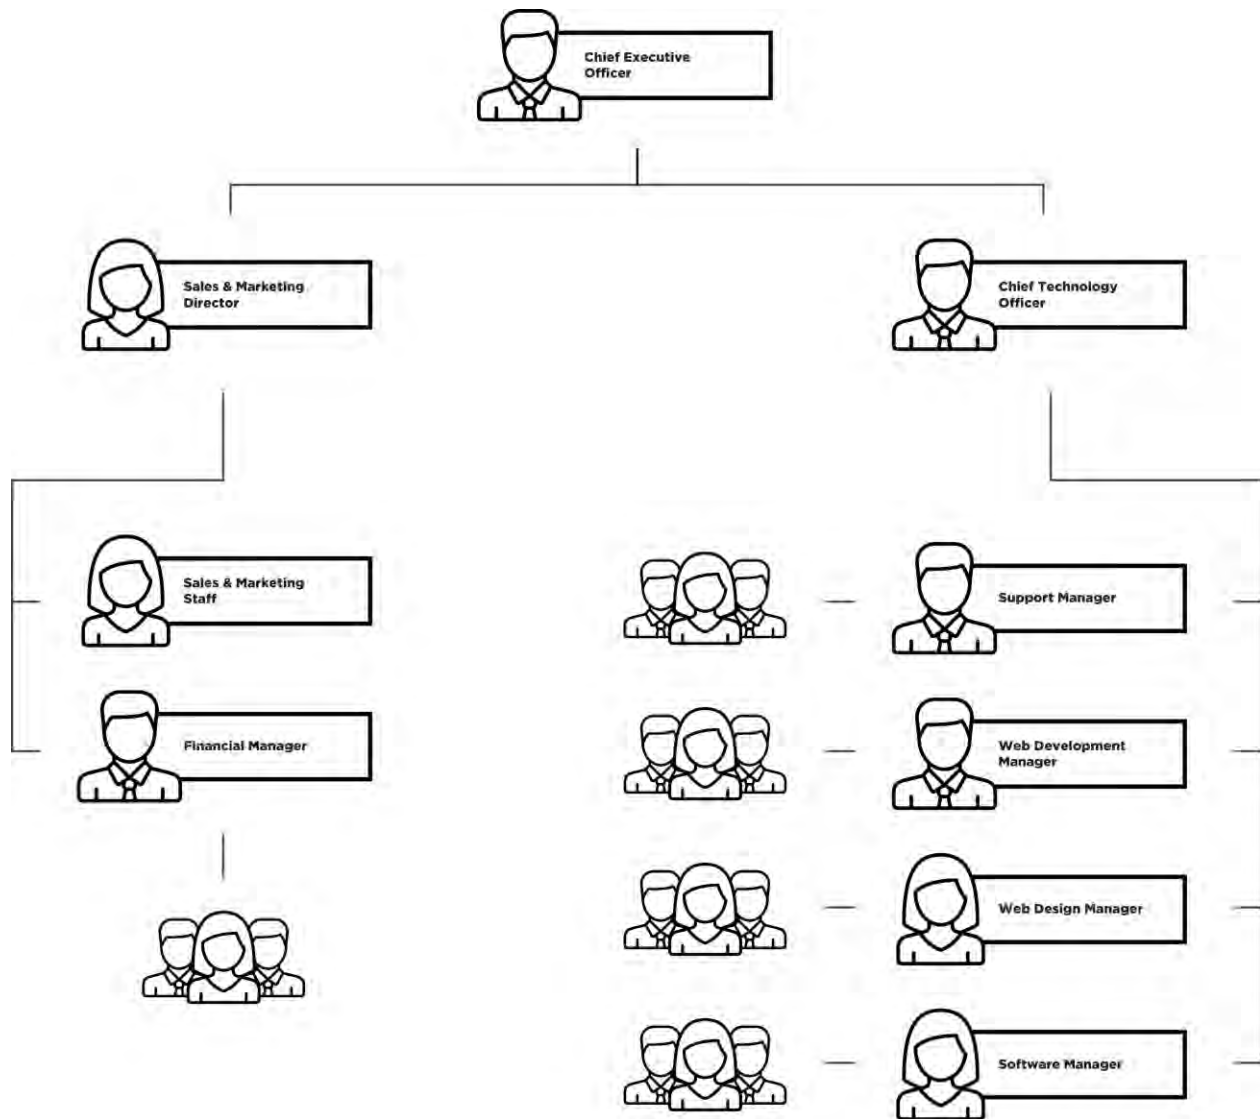 Chief Executive
Officer
Sales & Marketing
Director
Chief Technology
Officer
Sales & Marketing
Staff
Financial Manager
Support Manager
Web Development
Manager
Web Design Manager
Software Manager